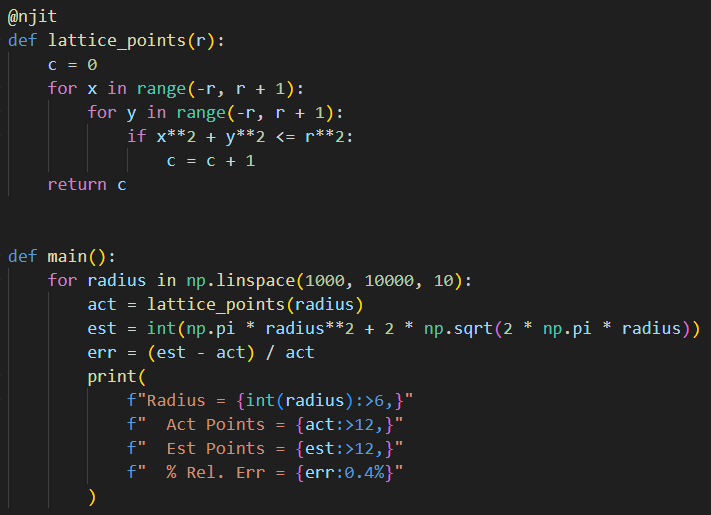 @njit
def lattice_points(r):
    c = 0
    for x in range(-r, r + 1):
        for y in range(-r, r + 1):
            if x**2 + y**2 <= r**2:
                c = c + 1
    return c
def main():
    for radius in np.linspace(1000, 10000, 10):
        act = lattice_points(radius)
        est = int(np.pi * radius**2 + 2 * np.sqrt(2 * np.pi * radius))
        err = (est - act) / act
        print(
            f"Radius = {int(radius):>6,}"
            f"  Act Points = {act:>12,}"
            f"  Est Points = {est:>12,}"
            f"  % Rel. Err = {err:0.4%}"
        )